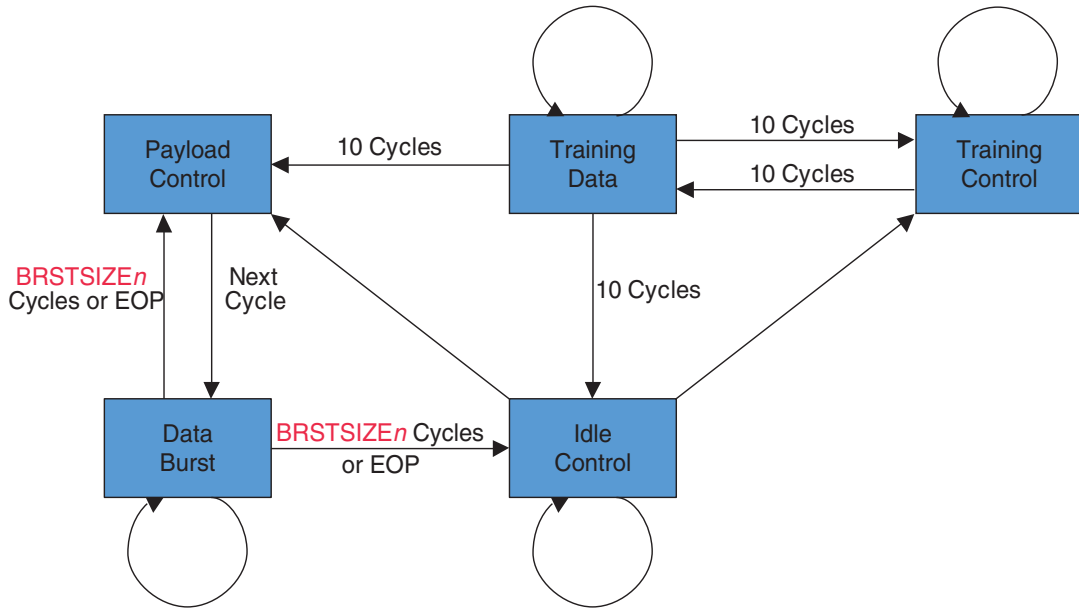 Payload
Control
10 Cycles
Training
Data
10 Cycles
10 Cycles
Training
Control
BRSTSIZEn
Cycles or EOP
Next
Cycle
10 Cycles
Data
Burst
BRSTSIZEn Cycles
or EOP
Idle
Control